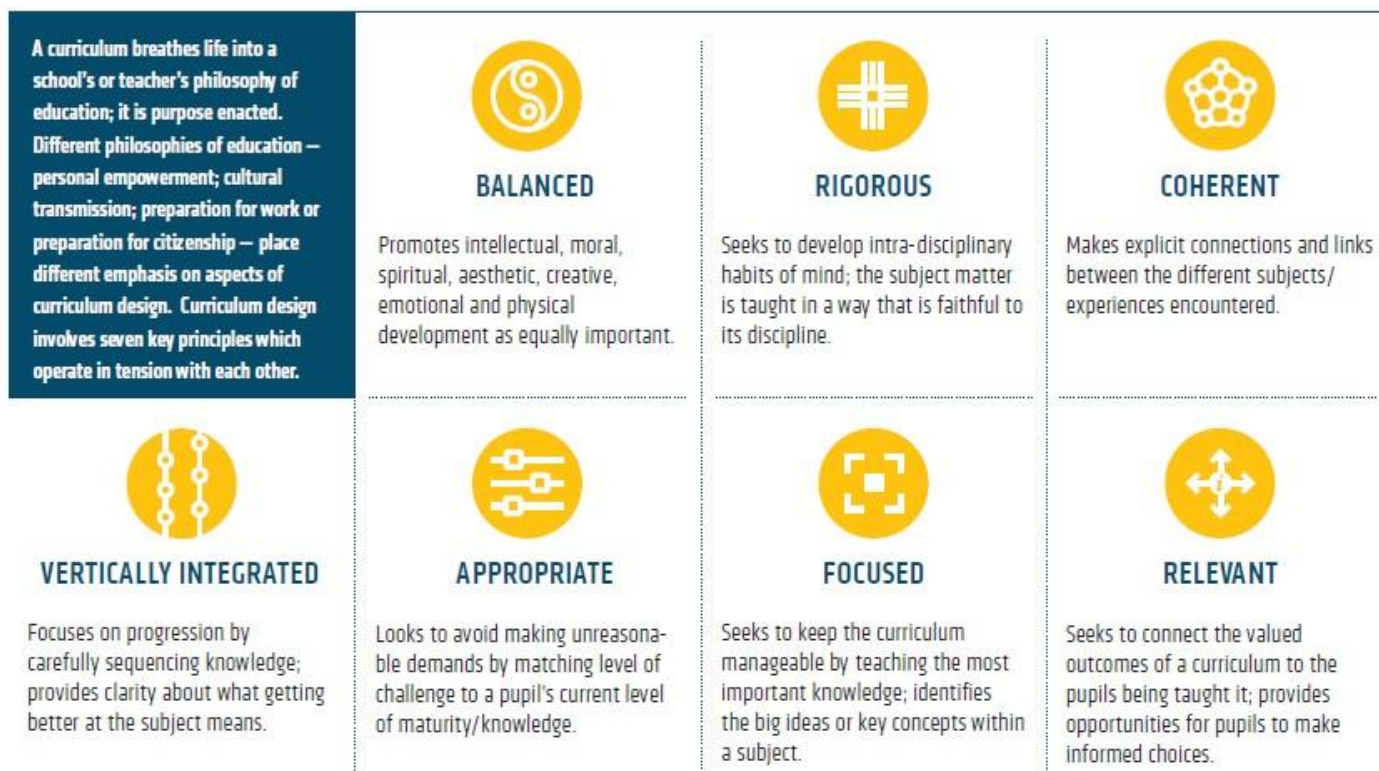 A curriculum breathes life into a
school's or teacher's philosophy of
education; it is purpose enacted.
Different philosophies of education –
personal empowerment; cultural
transmission; preparation for work or
preparation for citizenship – place
different emphasis on aspects of
curriculum design. Curriculum design
involves seven key principles which
operate in tension with each other.
BALANCED
Promotes intellectual, moral,
spiritual, aesthetic, creative,
emotional and physical
development as equally important.
RIGOROUS
Seeks to develop intra-disciplinary
habits of mind; the subject matter
is taught in a way that is faithful to
its discipline.
COHERENT
Makes explicit connections and links
between the different subjects/
experiences encountered.
VERTICALLY INTEGRATED
Focuses on progression by
carefully sequencing knowledge;
provides clarity about what getting
better at the subject means.
APPROPRIATE
Looks to avoid making unreasona-
ble demands by matching level of
challenge to a pupil's current level
of maturity/knowledge.
FOCUSED
Seeks to keep the curriculum
manageable by teaching the most
important knowledge; identifies
the big ideas or key concepts within
a subject.
RELEVANT
Seeks to connect the valued
outcomes of a curriculum to the
pupils being taught it; provides
opportunities for pupils to make
informed choices.